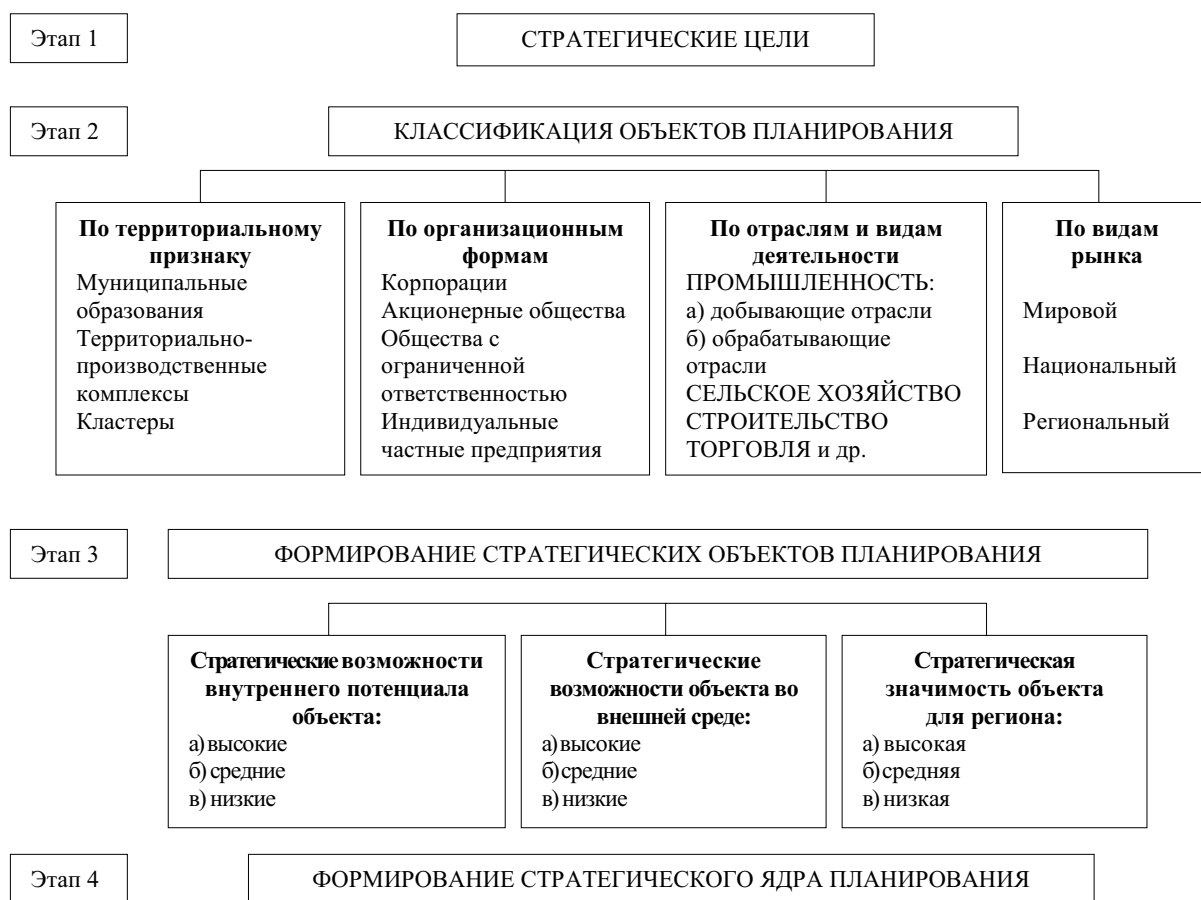 Этап 1
СТРАТЕГИЧЕСКИЕ ЦЕЛИ
Этап 2
КЛАССИФИКАЦИЯ ОБЪЕКТОВ ПЛАНИРОВАНИЯ
По территориальному
признаку
Муниципальные
образования
Территориально-
производственные
комплексы
Кластеры
По организационным
формам
Корпорации
Акционерные общества
Общества с
ограниченной
ответственностью
Индивидуальные
частные предприятия
По отраслям и видам
деятельности
ПРОМЫШЛЕННОСТЬ:
а) добывающие отрасли
б) обрабатывающие
отрасли
СЕЛЬСКОЕ ХОЗЯЙСТВО
СТРОИТЕЛЬСТВО
ТОРГОВЛЯ и др.
По видам
рынка
Мировой
Национальный
Региональный
Этап 3
ФОРМИРОВАНИЕ СТРАТЕГИЧЕСКИХ ОБЪЕКТОВ ПЛАНИРОВАНИЯ
Стратегические возможности
внутреннего потенциала
объекта:
а) высокие
б) средние
в) низкие
Стратегические
возможности объекта во
внешней среде:
а) высокие
б) средние
в) низкие
Стратегическая
значимость объекта
для региона:
а) высокая
б) средняя
в) низкая
Этап 4
ФОРМИРОВАНИЕ СТРАТЕГИЧЕСКОГО ЯДРА ПЛАНИРОВАНИЯ